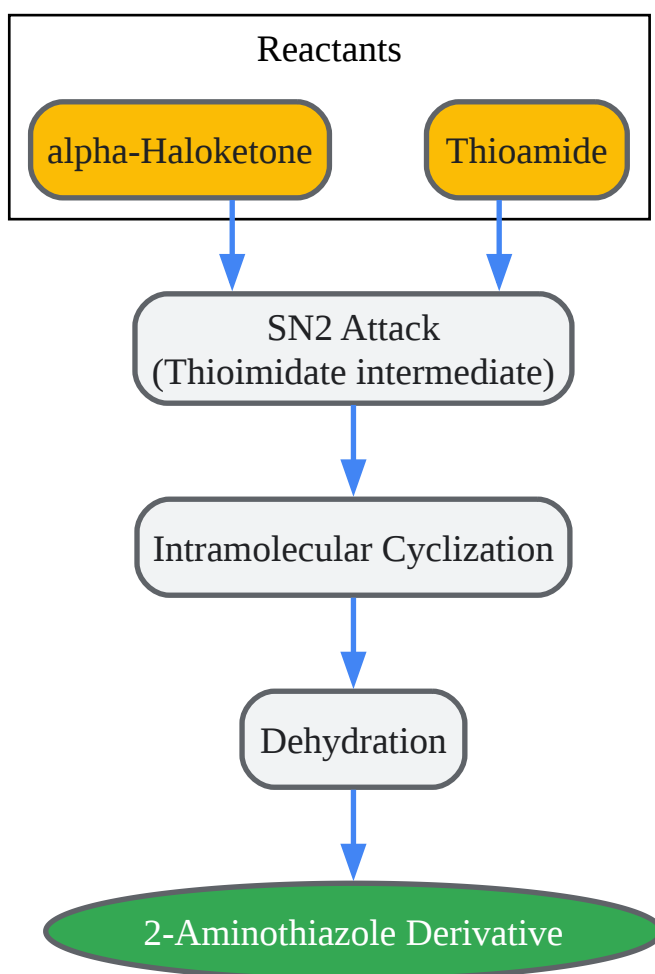 Reactants
alpha-Haloketone
Thioamide
SN2 Attack
(Thioimidate intermediate)
Intramolecular Cyclization
Dehydration
2-Aminothiazole Derivative